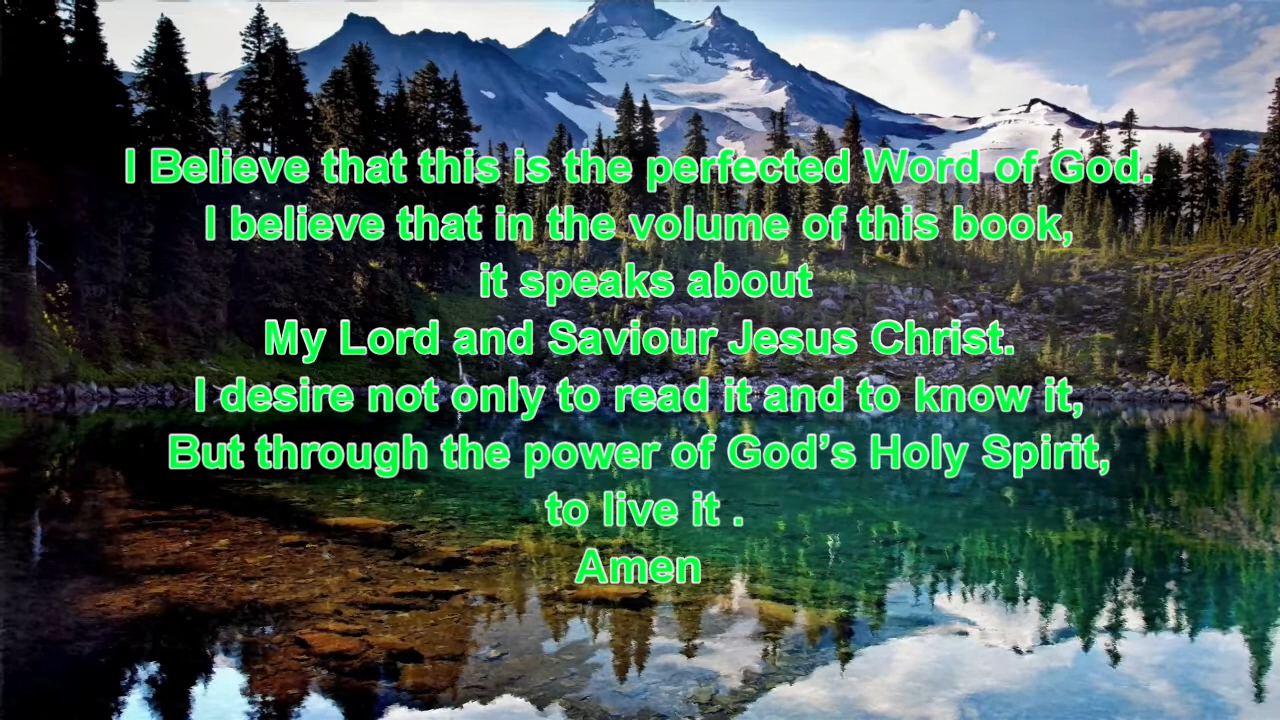 I Believe that this is the perfected Word of God.
I believe that in the volume of this book,
it speaks about
My Lord and Saviour Jesus Christ.
I desire not only to read it and to know it,
But through the power of God’s Holy Spirit,
to live it .
Amen